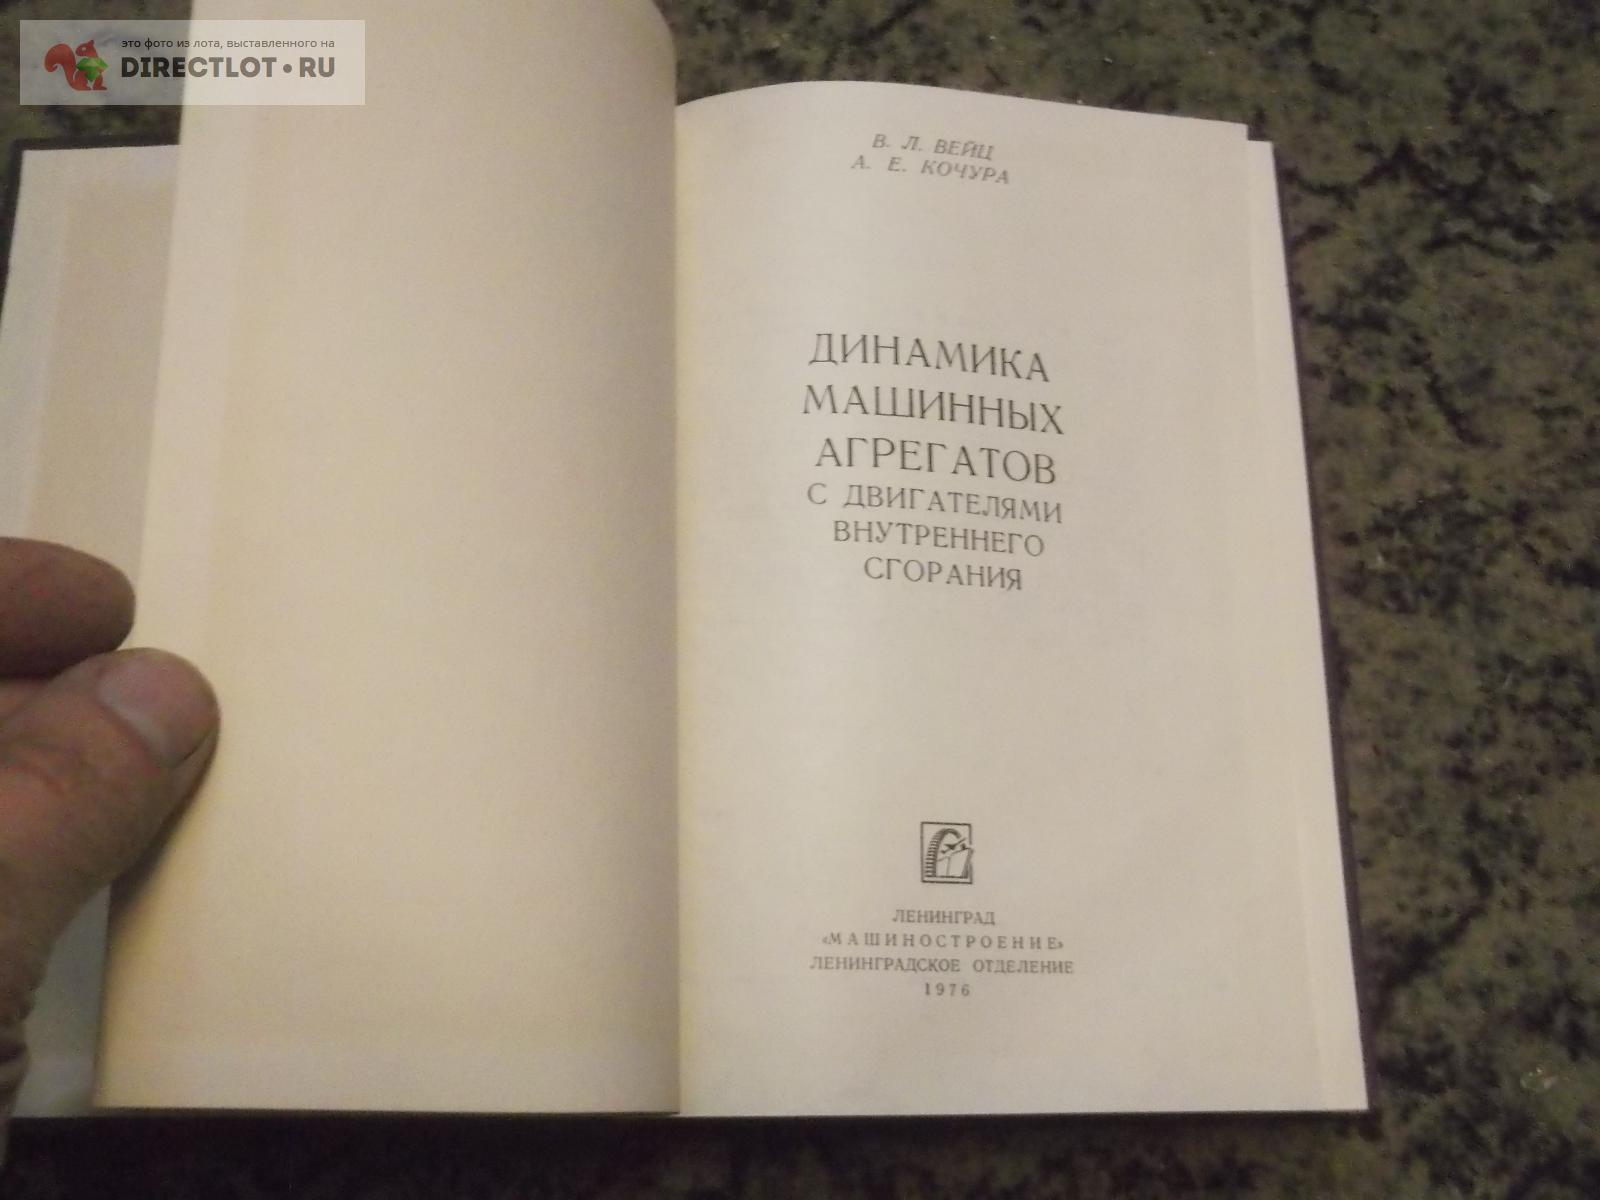 это фото из лота, выставленного на
DIRECTLOT.RU
В. Л. ВЕЙЦ
А. Е. КОЧУРА
ДИНАМИКА
МАШИННЫХ
АГРЕГАТОВ
С ДВИГАТЕЛЯМИ
ВНУТРЕННЕГО
СГОРАНИЯ
ЛЕНИНГРАД
«МАШИНОСТРОЕНИЕ»
ЛЕНИНГРАДСКОЕ ОТДЕЛЕНИЕ
1976